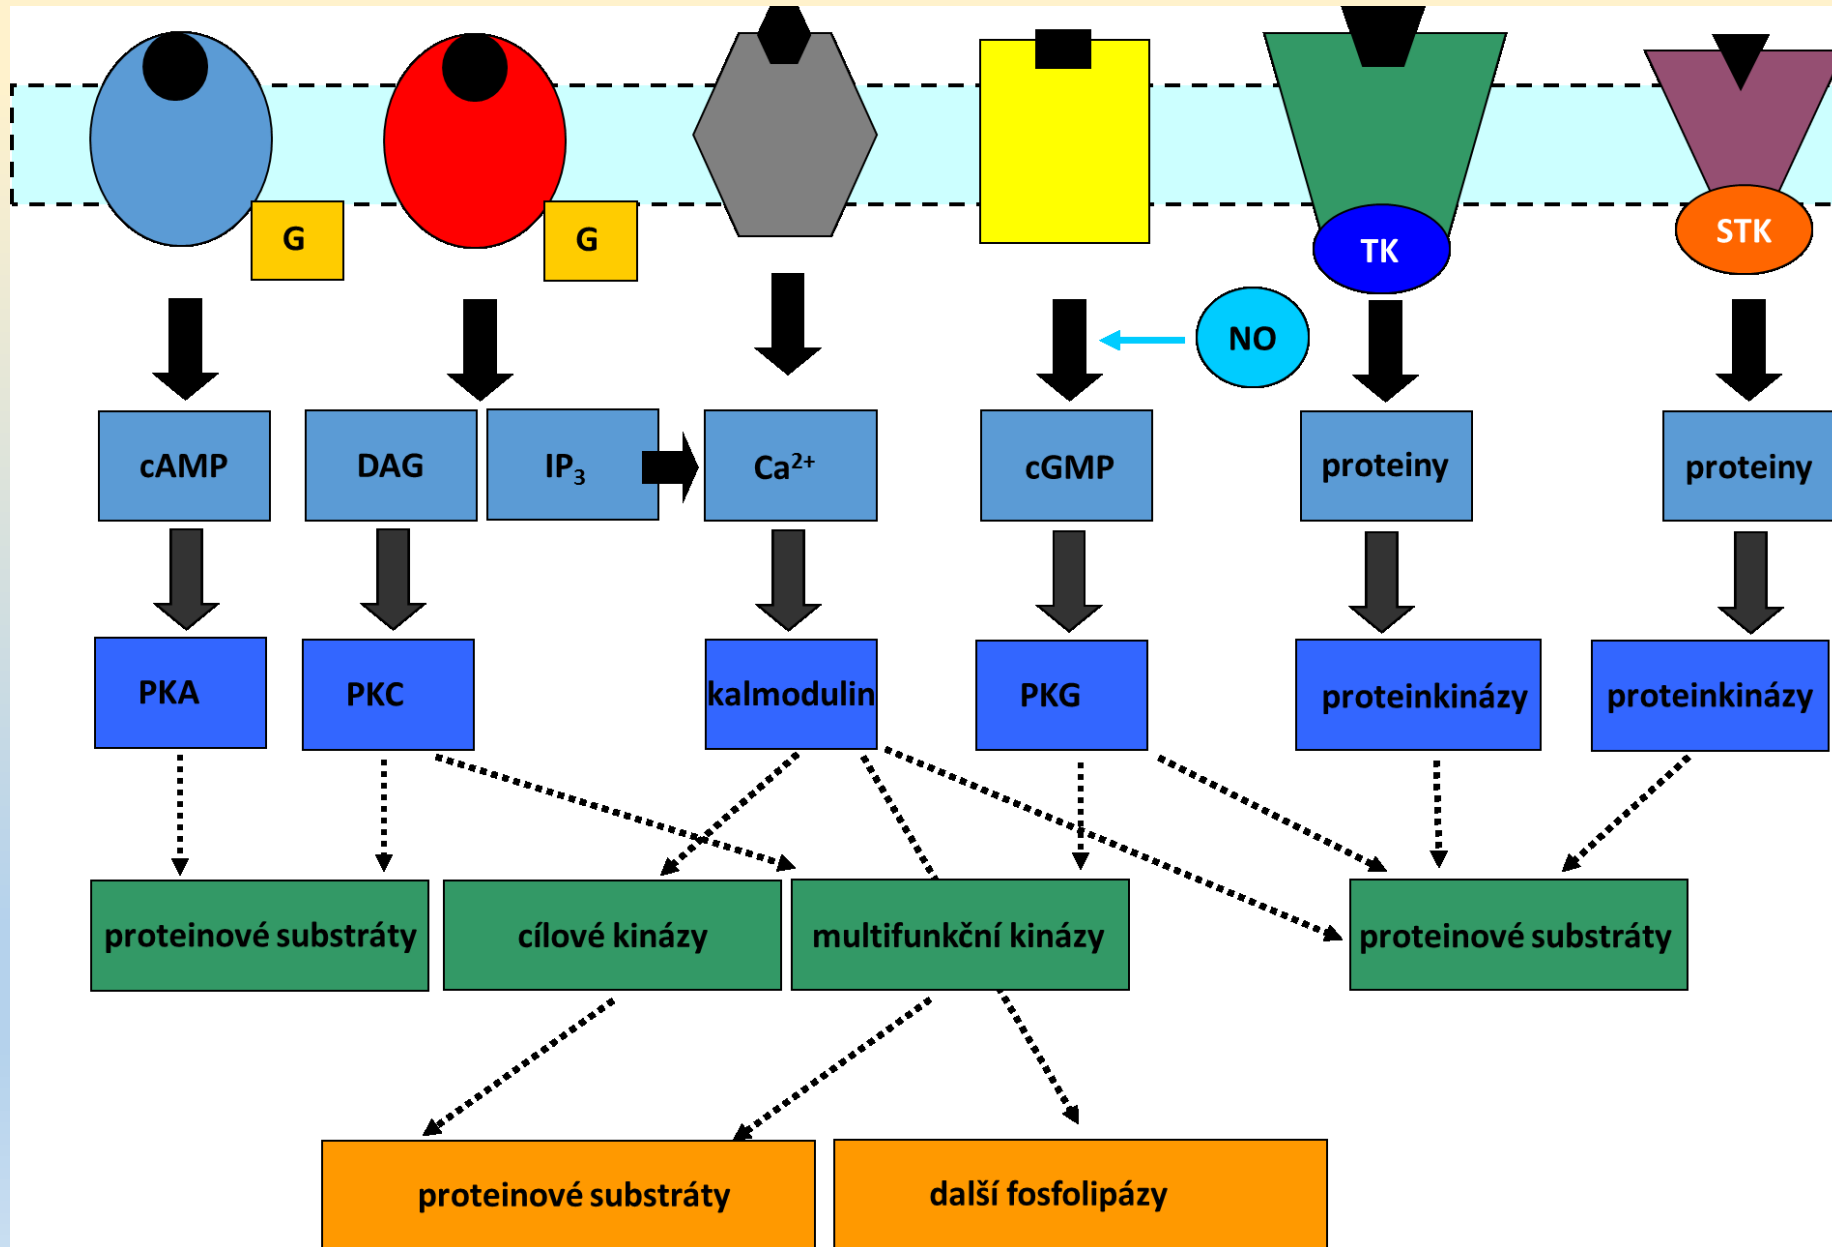 G
G
TK
STK
NO
cAMP
DAG
IP₃
Ca²⁺
cGMP
proteiny
proteiny
PKA
PKC
kalmodulin
PKG
proteinkinázy
proteinkinázy
proteinové substráty
cílové kinázy
multifunkční kinázy
proteinové substráty
proteinové substráty
další fosfolipázy